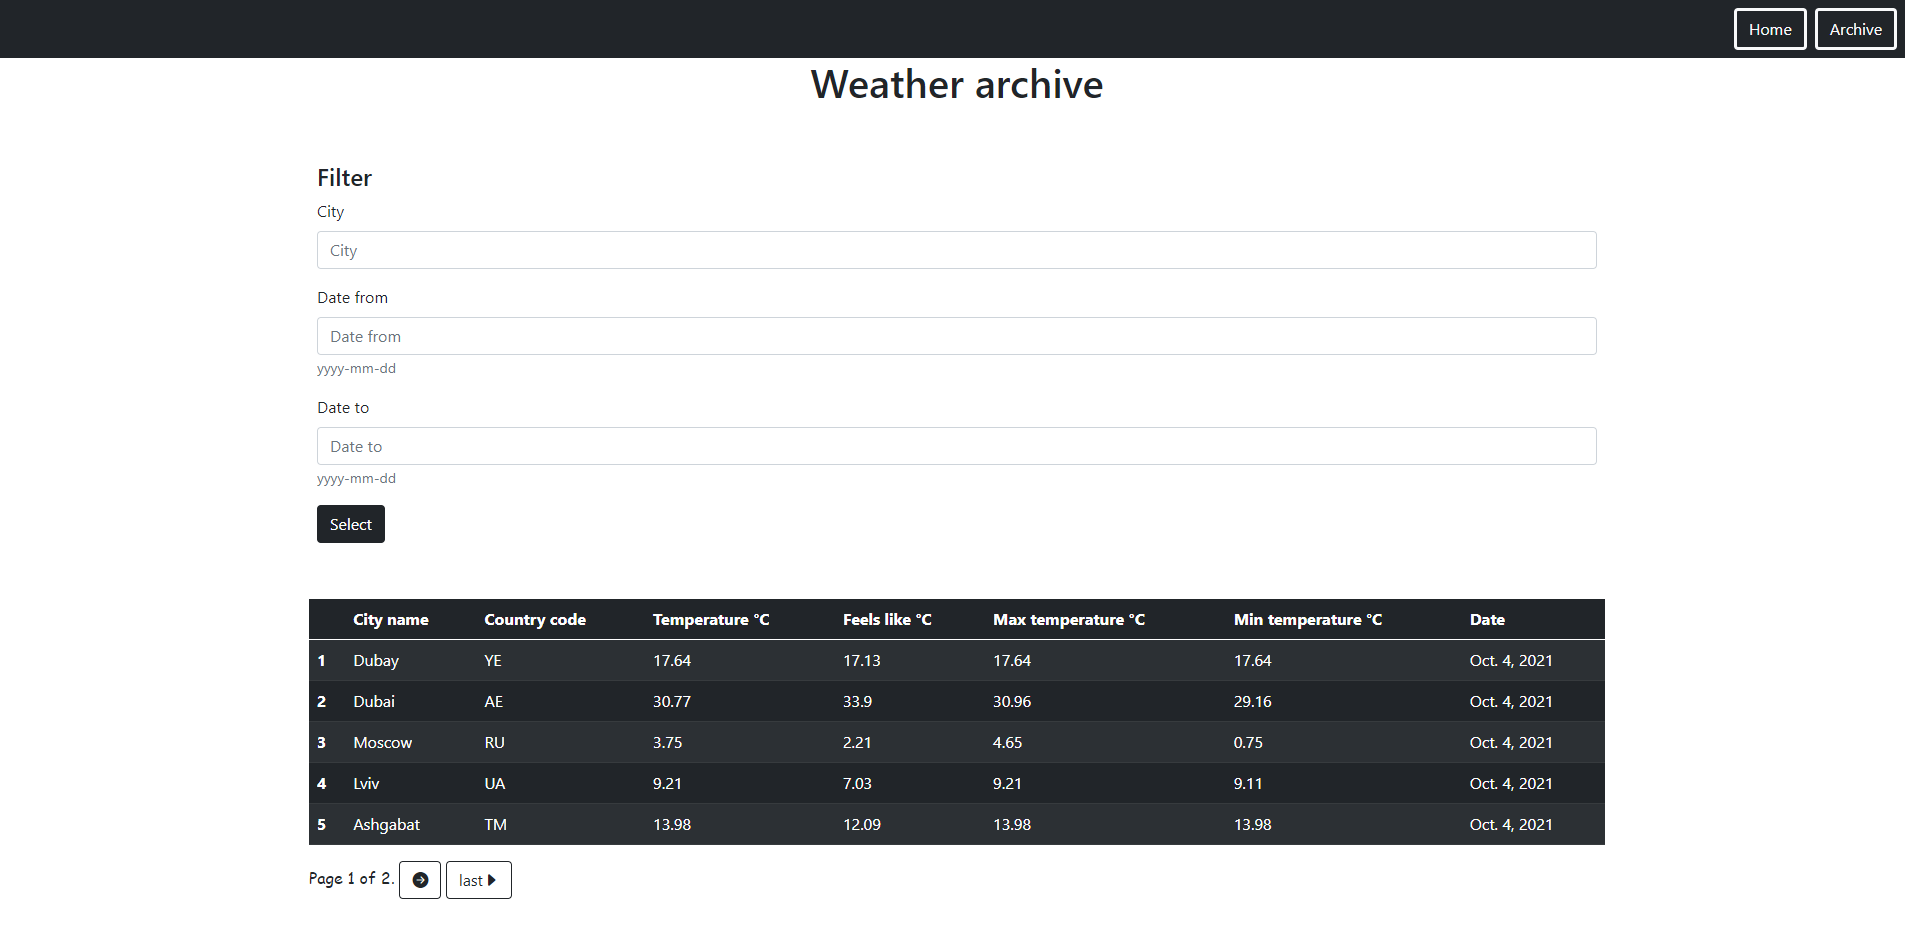 Home Archive
Weather archive
Filter
City
City
Date from
Date from
yyyy-mm-dd
Date to
Date to
yyyy-mm-dd
Select
City name Country code Temperature °C Feels like °C Max temperature °C Min temperature °C Date
1 Dubay YE 17.64 17.13 17.64 17.64 Oct. 4, 2021
2 Dubai AE 30.77 33.9 30.96 29.16 Oct. 4, 2021
3 Moscow RU 3.75 2.21 4.65 0.75 Oct. 4, 2021
4 Lviv UA 9.21 7.03 9.21 9.11 Oct. 4, 2021
5 Ashgabat TM 13.98 12.09 13.98 13.98 Oct. 4, 2021
Page 1 of 2. last